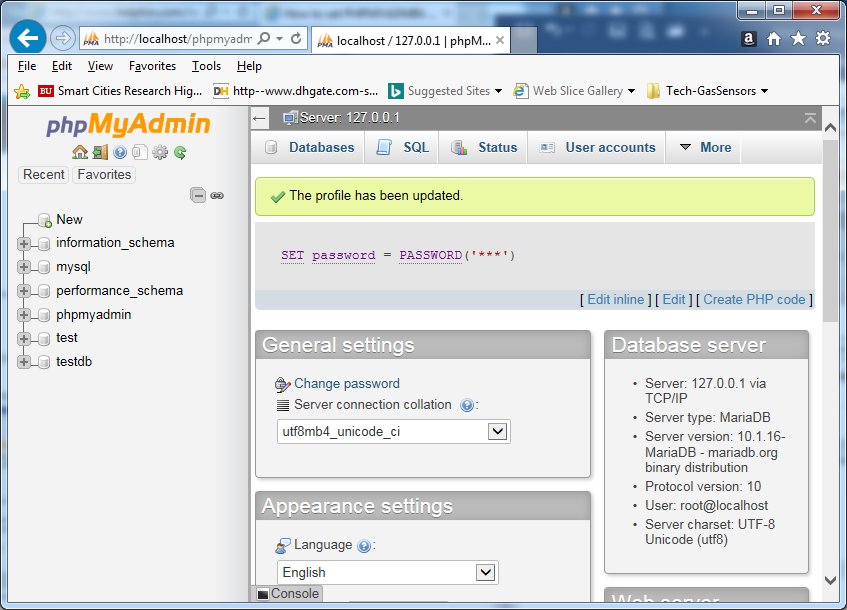 http://localhost/phpmyadm
localhost / 127.0.0.1 | phpM...
File Edit View Favorites Tools Help
BU Smart Cities Research Hig... DH http--www.dhgate.com-s... Suggested Sites Web Slice Gallery Tech-GasSensors
phpMyAdmin
Recent Favorites
New
information_schema
mysql
performance_schema
phpmyadmin
test
testdb
Server: 127.0.0.1
Databases SQL Status User accounts More
The profile has been updated.
SET password = PASSWORD('***')
[ Edit inline ] [ Edit ] [ Create PHP code ]
General settings
Change password
Server connection collation :
utf8mb4_unicode_ci
Appearance settings
Language :
English
Console
Database server
• Server: 127.0.0.1 via
TCP/IP
• Server type: MariaDB
• Server version: 10.1.16-
MariaDB - mariadb.org
binary distribution
• Protocol version: 10
• User: root@localhost
• Server charset: UTF-8
Unicode (utf8)
Web server